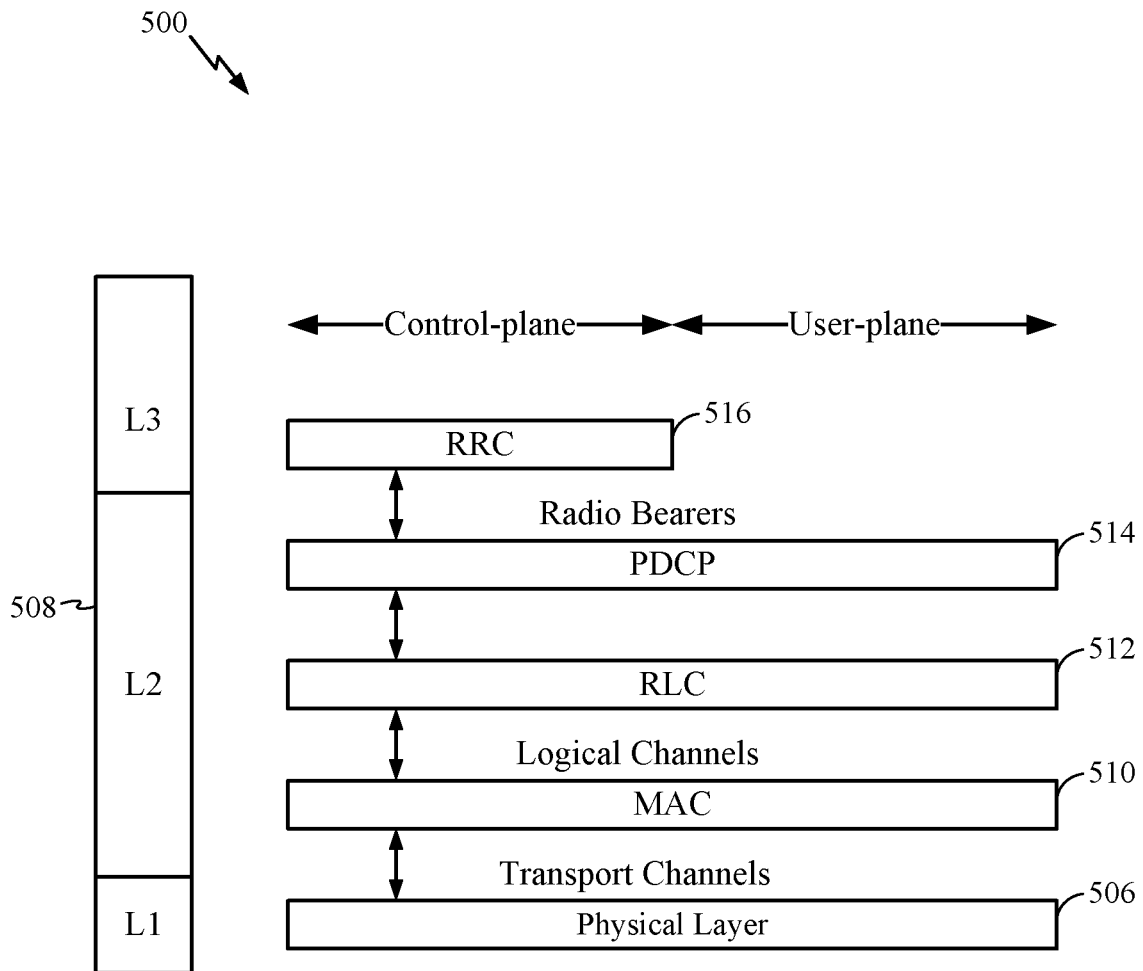 500
Control-plane User-plane
L3
RRC
516
Radio Bearers
514
PDCP
508
512
L2
RLC
Logical Channels
510
MAC
Transport Channels
506
L1
Physical Layer